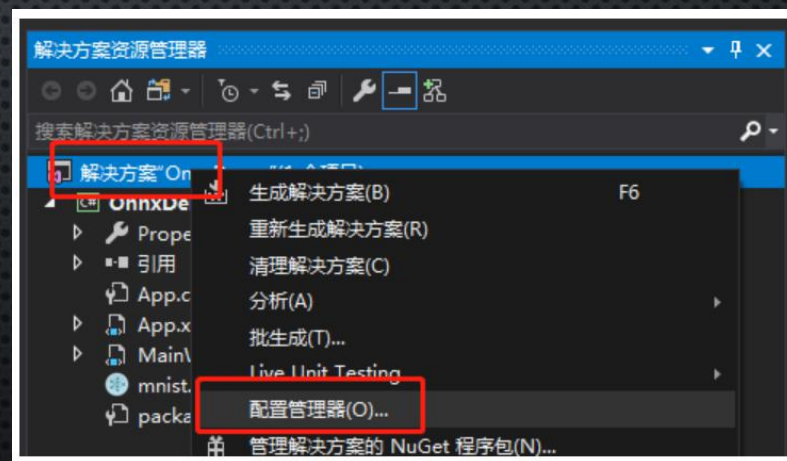 解决方案资源管理器
搜索解决方案资源管理器(Ctrl+;)
解决方案"On
生成解决方案(B) F6
OnnxDe
重新生成解决方案(R)
Prope
引用
清理解决方案(C)
App.c
分析(A)
App.x
批生成(T)...
Main
Live Unit Testing
mnist.
配置管理器(O)...
packa
管理解决方案的 NuGet 程序包(N)...